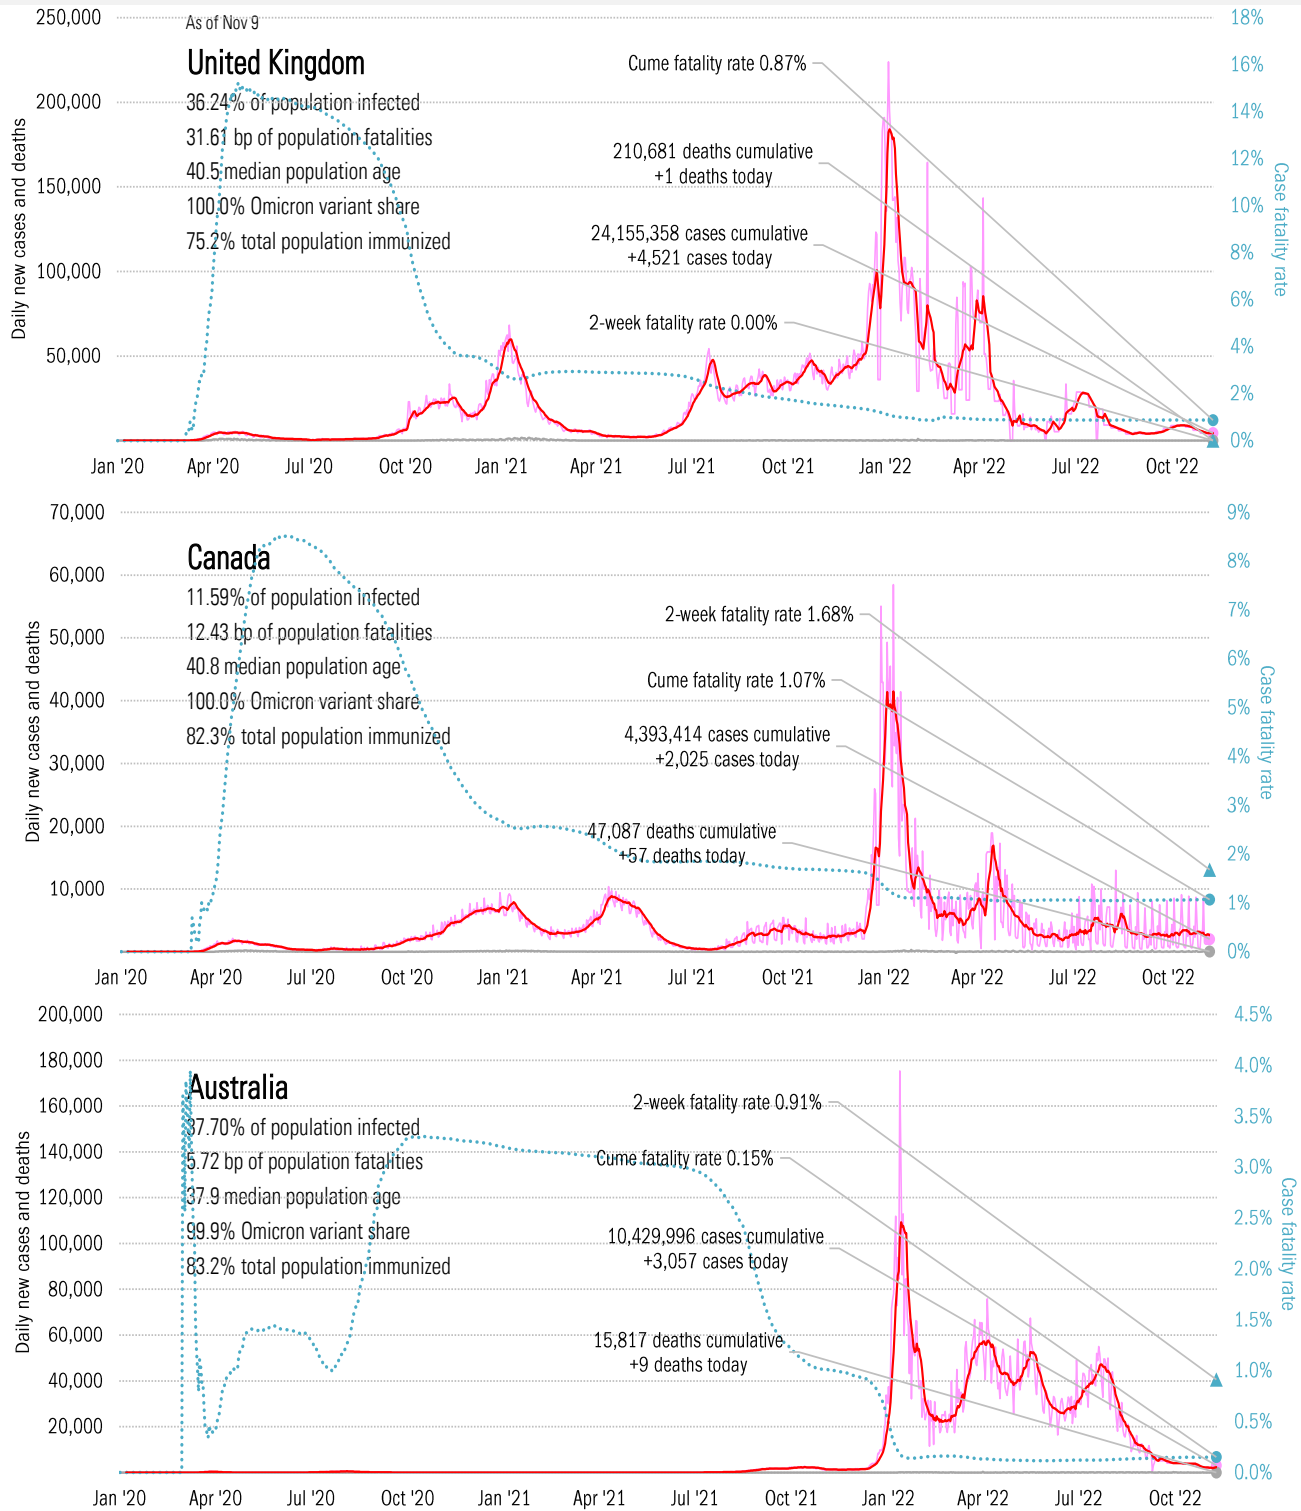 As of Nov 9
United Kingdom
36.24% of population infected
31.61 bp of population fatalities
40.5 median population age
100.0% Omicron variant share
75.2% total population immunized
Cume fatality rate 0.87%
210,681 deaths cumulative
+1 deaths today
24,155,358 cases cumulative
+4,521 cases today
2-week fatality rate 0.00%
Daily new cases and deaths
250,000
200,000
150,000
100,000
50,000
18%
16%
14%
12%
10%
8%
6%
4%
2%
0%
Case fatality rate
Jan '20 Apr '20 Jul '20 Oct '20 Jan '21 Apr '21 Jul '21 Oct '21 Jan '22 Apr '22 Jul '22 Oct '22
Canada
11.59% of population infected
12.43 bp of population fatalities
40.8 median population age
100.0% Omicron variant share
82.3% total population immunized
2-week fatality rate 1.68%
Cume fatality rate 1.07%
4,393,414 cases cumulative
+2,025 cases today
47,087 deaths cumulative
+57 deaths today
Daily new cases and deaths
70,000
60,000
50,000
40,000
30,000
20,000
10,000
9%
8%
7%
6%
5%
4%
3%
2%
1%
0%
Case fatality rate
Jan '20 Apr '20 Jul '20 Oct '20 Jan '21 Apr '21 Jul '21 Oct '21 Jan '22 Apr '22 Jul '22 Oct '22
Australia
37.70% of population infected
5.72 bp of population fatalities
37.9 median population age
99.9% Omicron variant share
83.2% total population immunized
2-week fatality rate 0.91%
Cume fatality rate 0.15%
10,429,996 cases cumulative
+3,057 cases today
15,817 deaths cumulative
+9 deaths today
Daily new cases and deaths
200,000
180,000
160,000
140,000
120,000
100,000
80,000
60,000
40,000
20,000
4.5%
4.0%
3.5%
3.0%
2.5%
2.0%
1.5%
1.0%
0.5%
0.0%
Case fatality rate
Jan '20 Apr '20 Jul '20 Oct '20 Jan '21 Apr '21 Jul '21 Oct '21 Jan '22 Apr '22 Jul '22 Oct '22